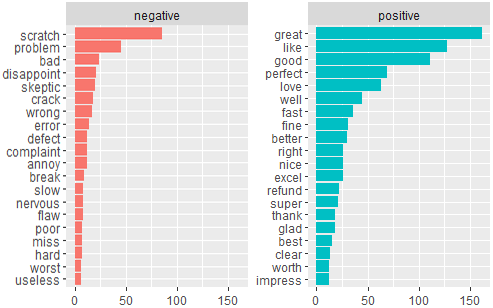 negative
scratch
problem
bad
disappoint
skeptic
crack
wrong
error
defect
complaint
annoy
break
slow
nervous
flaw
poor
miss
hard
worst
useless
0 50 100 150
positive
great
like
good
perfect
love
well
fast
fine
better
right
nice
excel
refund
super
thank
glad
best
clear
worth
impress
0 50 100 150